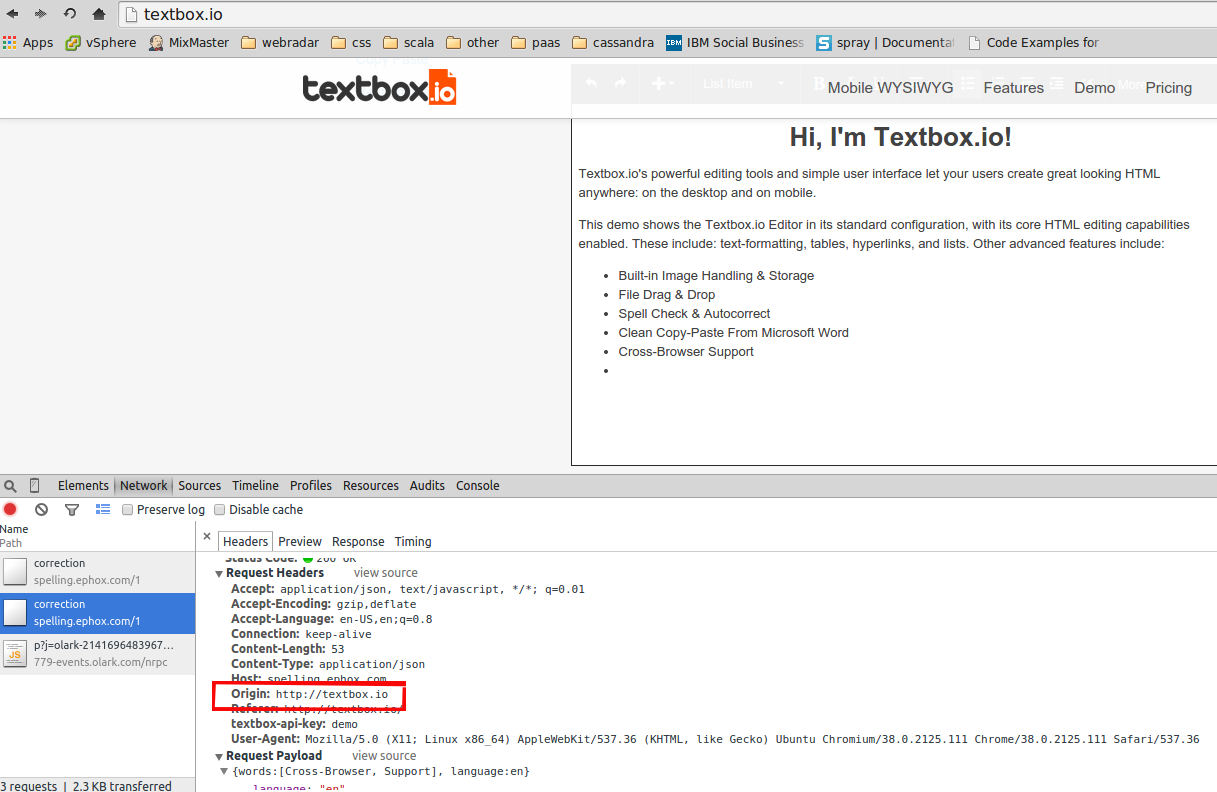 textbox.io
Apps vSphere MixMaster webradar css scala other paas cassandra IBM IBM Social Business S spray | Documentat Code Examples for
Copy Paste
textbox.io
List Item B Mobile WYSIWYG Features Demo More Pricing
Hi, I'm Textbox.io!
Textbox.io's powerful editing tools and simple user interface let your users create great looking HTML
anywhere: on the desktop and on mobile.
This demo shows the Textbox.io Editor in its standard configuration, with its core HTML editing capabilities
enabled. These include: text-formatting, tables, hyperlinks, and lists. Other advanced features include:
• Built-in Image Handling & Storage
• File Drag & Drop
• Spell Check & Autocorrect
• Clean Copy-Paste From Microsoft Word
• Cross-Browser Support
•
Elements Network Sources Timeline Profiles Resources Audits Console
Preserve log Disable cache
Name
Path
× Headers Preview Response Timing
correction
spelling.ephox.com/1
correction
spelling.ephox.com/1
JS p?j=olark-2141696483967...
779-events.olark.com/nrpc
3 requests | 2.3 KB transferred
Status Code: 200 OK
▼ Request Headers view source
Accept: application/json, text/javascript, */*; q=0.01
Accept-Encoding: gzip,deflate
Accept-Language: en-US,en;q=0.8
Connection: keep-alive
Content-Length: 53
Content-Type: application/json
Host: spelling.ephox.com
Origin: http://textbox.io
Referer: http://textbox.io/
textbox-api-key: demo
User-Agent: Mozilla/5.0 (X11; Linux x86_64) AppleWebKit/537.36 (KHTML, like Gecko) Ubuntu Chromium/38.0.2125.111 Chrome/38.0.2125.111 Safari/537.36
▼ Request Payload view source
▼ {words:[Cross-Browser, Support], language:en}
language: "en"